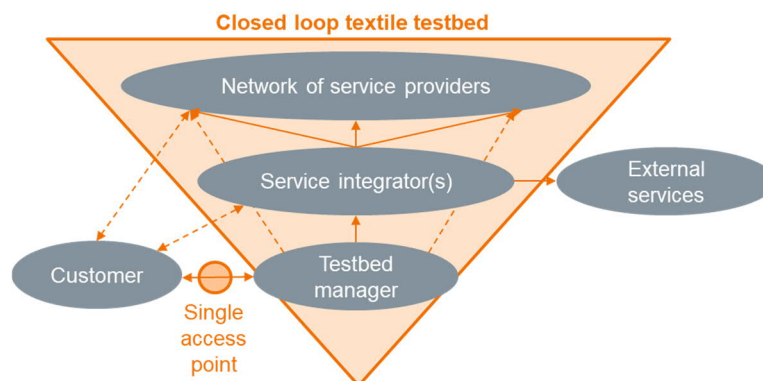 Closed loop textile testbed
Network of service providers
Service integrator(s)
External
services
Customer
Testbed
manager
Single
access
point